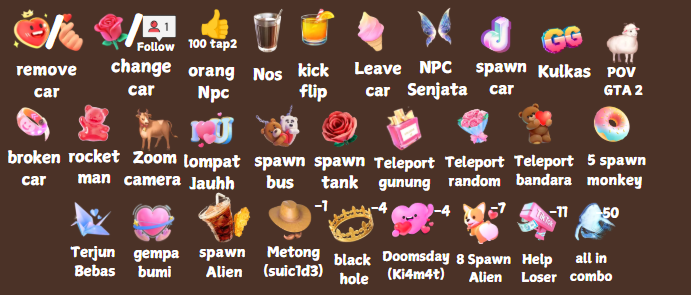 1
Follow
100 tap2
GG
remove car
change car
orang Npc
Nos
kick flip
Leave car
NPC Senjata
spawn car
Kulkas
POV GTA 2
I U
broken car
rocket man
Zoom camera
lompat Jauhh
spawn bus
spawn tank
Teleport gunung
Teleport random
Teleport bandara
5 spawn monkey
-1
-4
-4
-7
-11
-50
Terjun Bebas
gempa bumi
spawn Alien
Metong (suic1d3)
black hole
Doomsday (Ki4m4t)
8 Spawn Alien
Help Loser
all in combo